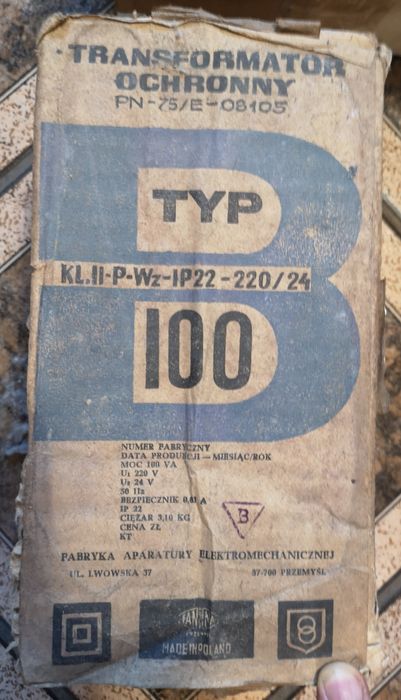 TRANSFORMATOR
OCHRONNY
PN-75/E-08105
TYP
KL.II-P-Wz-IP22-220/24
100
NUMER FABRYCZNY
DATA PRODUKCJI — MIESIĄC/ROK
MOC 100 VA
U₁ 220 V
U₂ 24 V
50 Hz
BEZPIECZNIK 0,63 A
IP 22
CIĘŻAR 3,10 KG
CENA ZŁ
KT
B
FABRYKA APARATURY ELEKTROMECHANICZNEJ
UL. LWOWSKA 37 37-700 PRZEMYŚL
FANINA
MADE IN POLAND